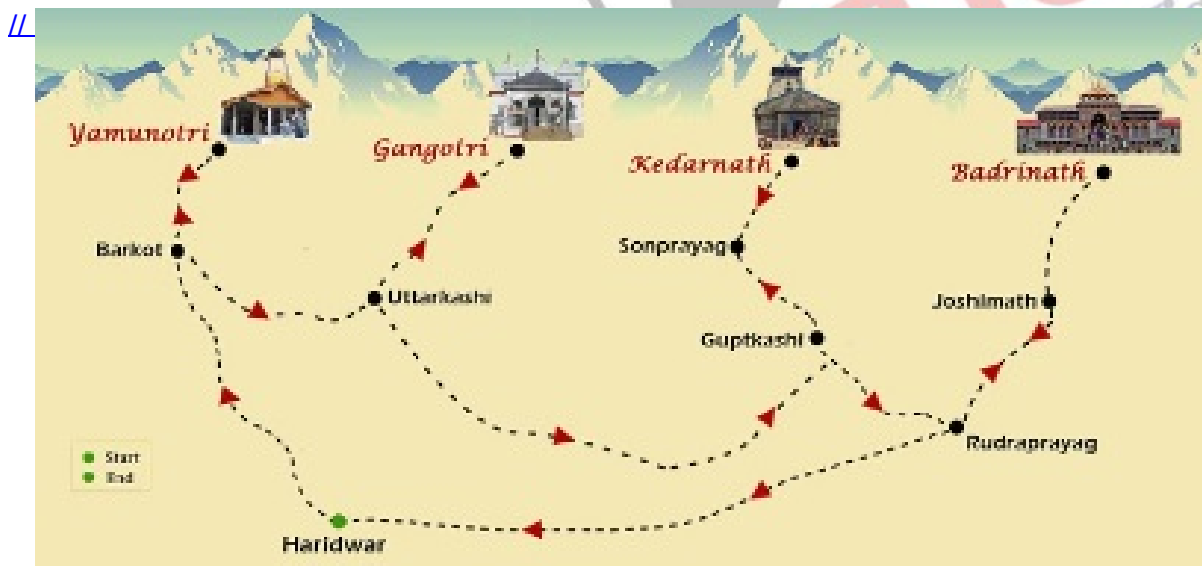 //
Yamunotri
Gangotri
Kedarnath
Badrinath
Barkot
Sonprayag
Uttarkashi
Joshimath
Guptkashi
Rudraprayag
Start
End
Haridwar